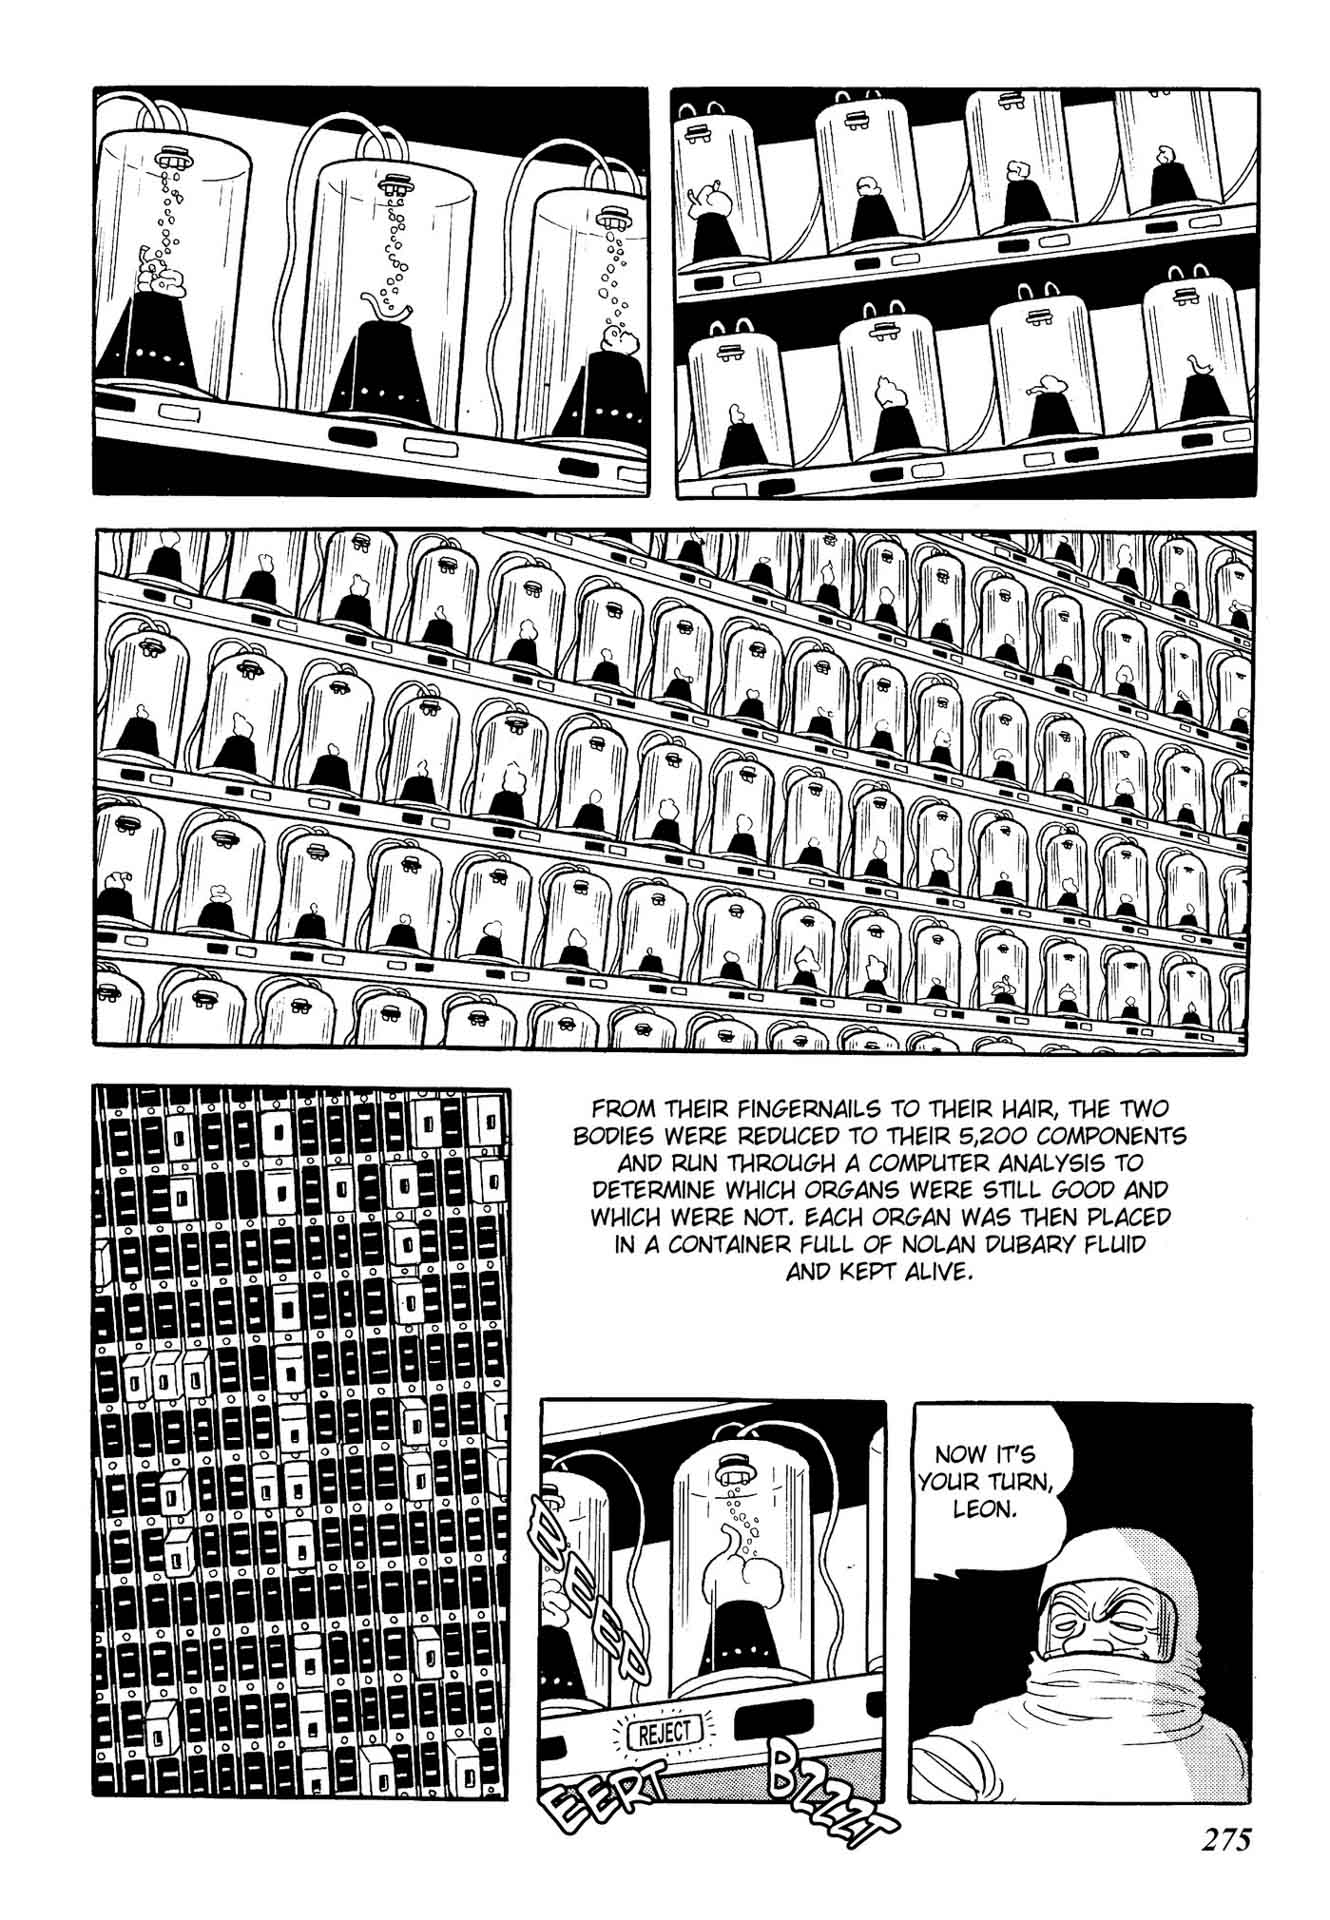 FROM THEIR FINGERNAILS TO THEIR HAIR, THE TWO
BODIES WERE REDUCED TO THEIR 5,200 COMPONENTS
AND RUN THROUGH A COMPUTER ANALYSIS TO
DETERMINE WHICH ORGANS WERE STILL GOOD AND
WHICH WERE NOT. EACH ORGAN WAS THEN PLACED
IN A CONTAINER FULL OF NOLAN DUBARY FLUID
AND KEPT ALIVE.
BEEP
REJECT
EERT
BZZZT
NOW IT'S
YOUR TURN,
LEON.
275